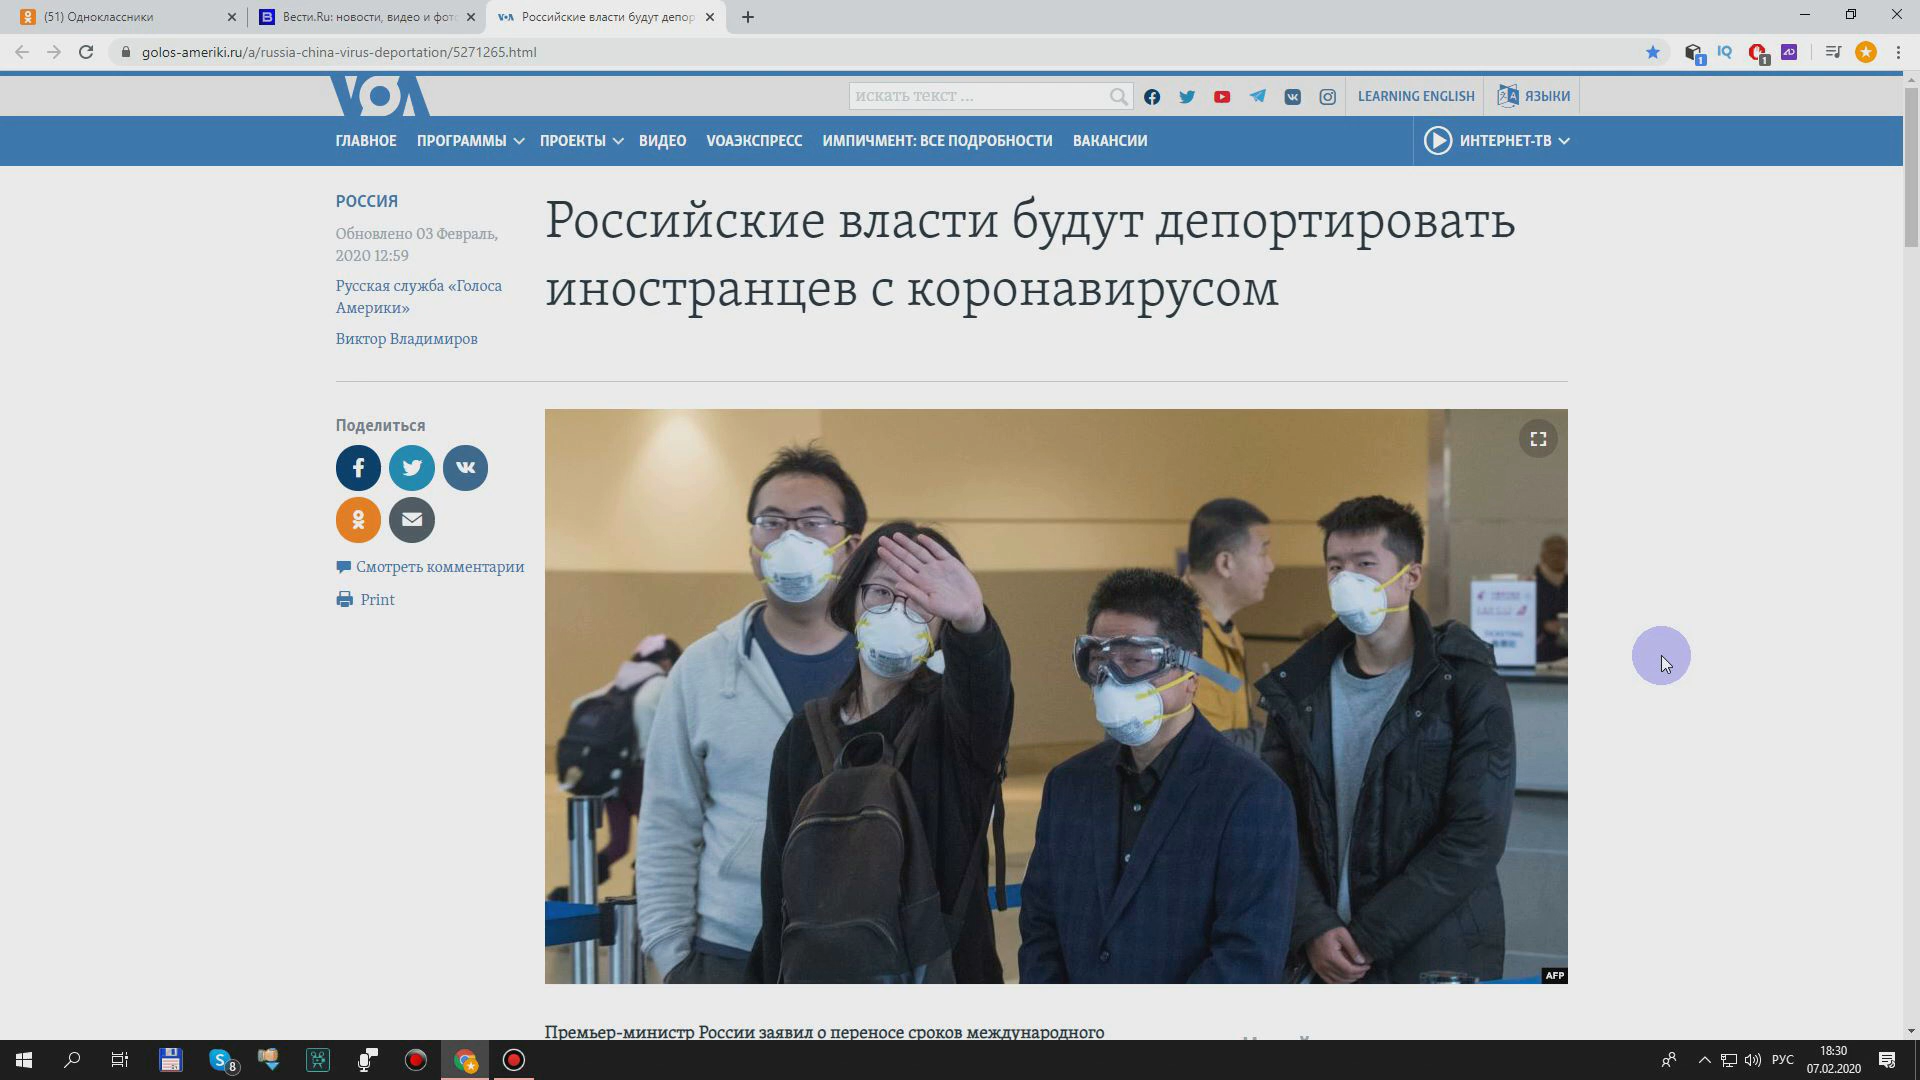 (51) Одноклассники
Вести.Ru: новости, видео и фото
Российские власти будут депор
golos-ameriki.ru/a/russia-china-virus-deportation/5271265.html
VOA
искать текст ...
LEARNING ENGLISH
ЯЗЫКИ
ГЛАВНОЕ ПРОГРАММЫ ПРОЕКТЫ ВИДЕО VOAЭКСПРЕСС ИМПИЧМЕНТ: ВСЕ ПОДРОБНОСТИ ВАКАНСИИ
ИНТЕРНЕТ-ТВ
РОССИЯ
Обновлено 03 Февраль,
2020 12:59
Русская служба «Голоса
Америки»
Виктор Владимиров
Российские власти будут депортировать
иностранцев с коронавирусом
Поделиться
Смотреть комментарии
Print
AFP
Премьер-министр России заявил о переносе сроков международного
РУС
18:30
07.02.2020